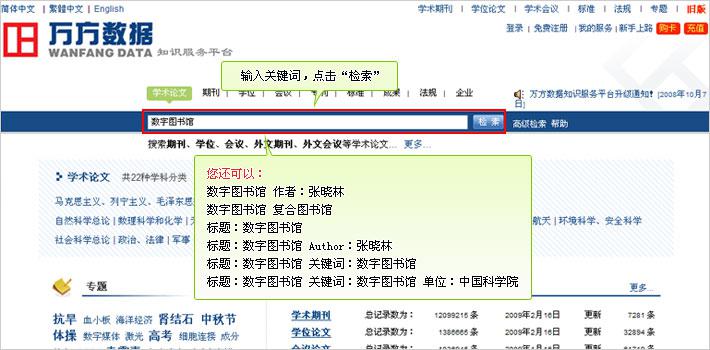 简体中文 | 繁體中文 | English
学术期刊 | 学位论文 | 学术会议 | 标准 | 法规 | 专题 | 旧版
登录 | 免费注册 | 我的服务 | 新手上路 购卡 充值
万方数据
WANFANG DATA 知识服务平台
输入关键词，点击“检索”
学术论文 期刊 学位 会议 专利 标准 成果 法规 企业
万方数据知识服务平台升级通知！ [2008年10月7日]
数字图书馆 检索 高级检索 帮助
搜索期刊、学位、会议、外文期刊、外文会议等学术论文... 更多...
您还可以：
数字图书馆 作者：张晓林
数字图书馆 复合图书馆
标题：数字图书馆
标题：数字图书馆 Author：张晓林
标题：数字图书馆 关键词：数字图书馆
标题：数字图书馆 关键词：数字图书馆 单位：中国科学院
学术论文 共22种学科分类
马克思主义、列宁主义、毛泽东思
自然科学总论 | 数理科学和化学 |
航天 | 环境科学、安全科学
社会科学总论 | 政治、法律 | 军事
专题
更多...
抗旱 血小板 海洋经济 肾结石 中秋节
体操 数字媒体 激光 高考 细胞连接 成分
学术期刊 总记录数为： 12099215 条 2009年2月16日 更新 7281 条
学位论文 总记录数为： 1386665 条 2009年2月16日 更新 32894 条